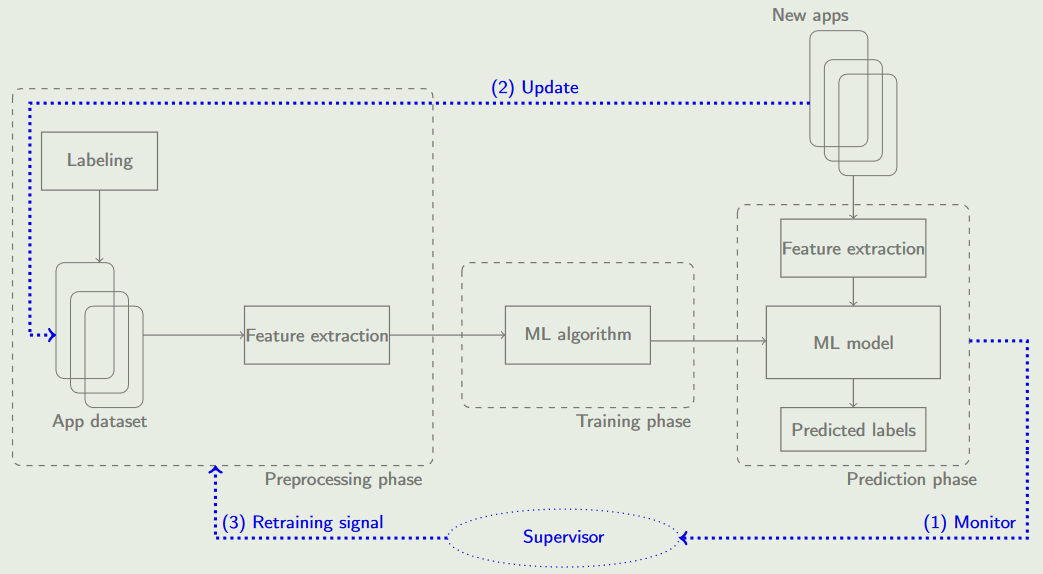 New apps
(2) Update
Labeling
Feature extraction
Feature extraction
ML algorithm
ML model
App dataset
Training phase
Predicted labels
Preprocessing phase
Prediction phase
(3) Retraining signal
Supervisor
(1) Monitor